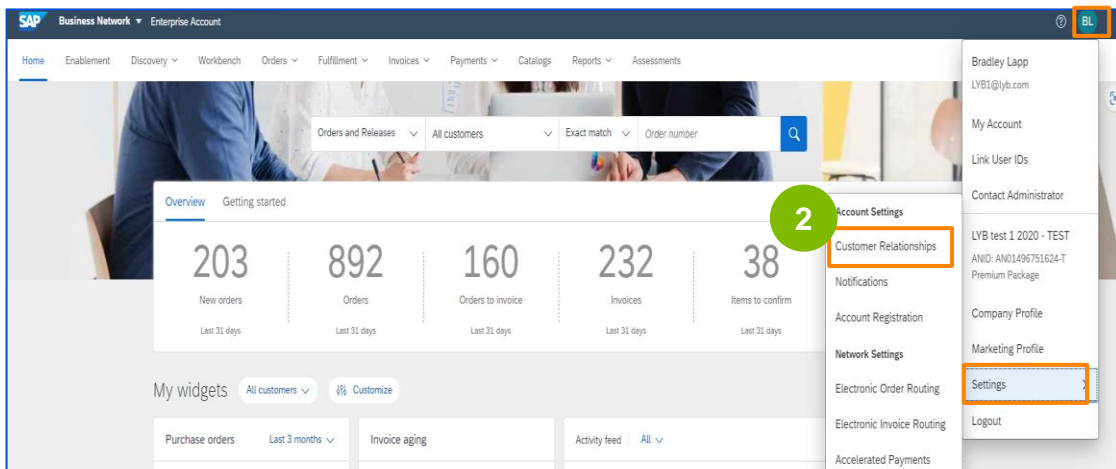 SAP Business Network Enterprise Account BL
Home Enablement Discovery Workbench Orders Fulfillment Invoices Payments Catalogs Reports Assessments
Orders and Releases All customers Exact match Order number
Overview Getting started
203
New orders
Last 31 days
892
Orders
Last 31 days
160
Orders to invoice
Last 31 days
232
Invoices
Last 31 days
38
Items to confirm
Last 31 days
My widgets All customers Customize
Purchase orders Last 3 months
Invoice aging
Activity feed All
2
Account Settings
Customer Relationships
Notifications
Account Registration
Network Settings
Electronic Order Routing
Electronic Invoice Routing
Accelerated Payments
Bradley Lapp
LYB1@lyb.com
My Account
Link User IDs
Contact Administrator
LYB test 1 2020 - TEST
ANID: AN01496751624-T
Premium Package
Company Profile
Marketing Profile
Settings
Logout